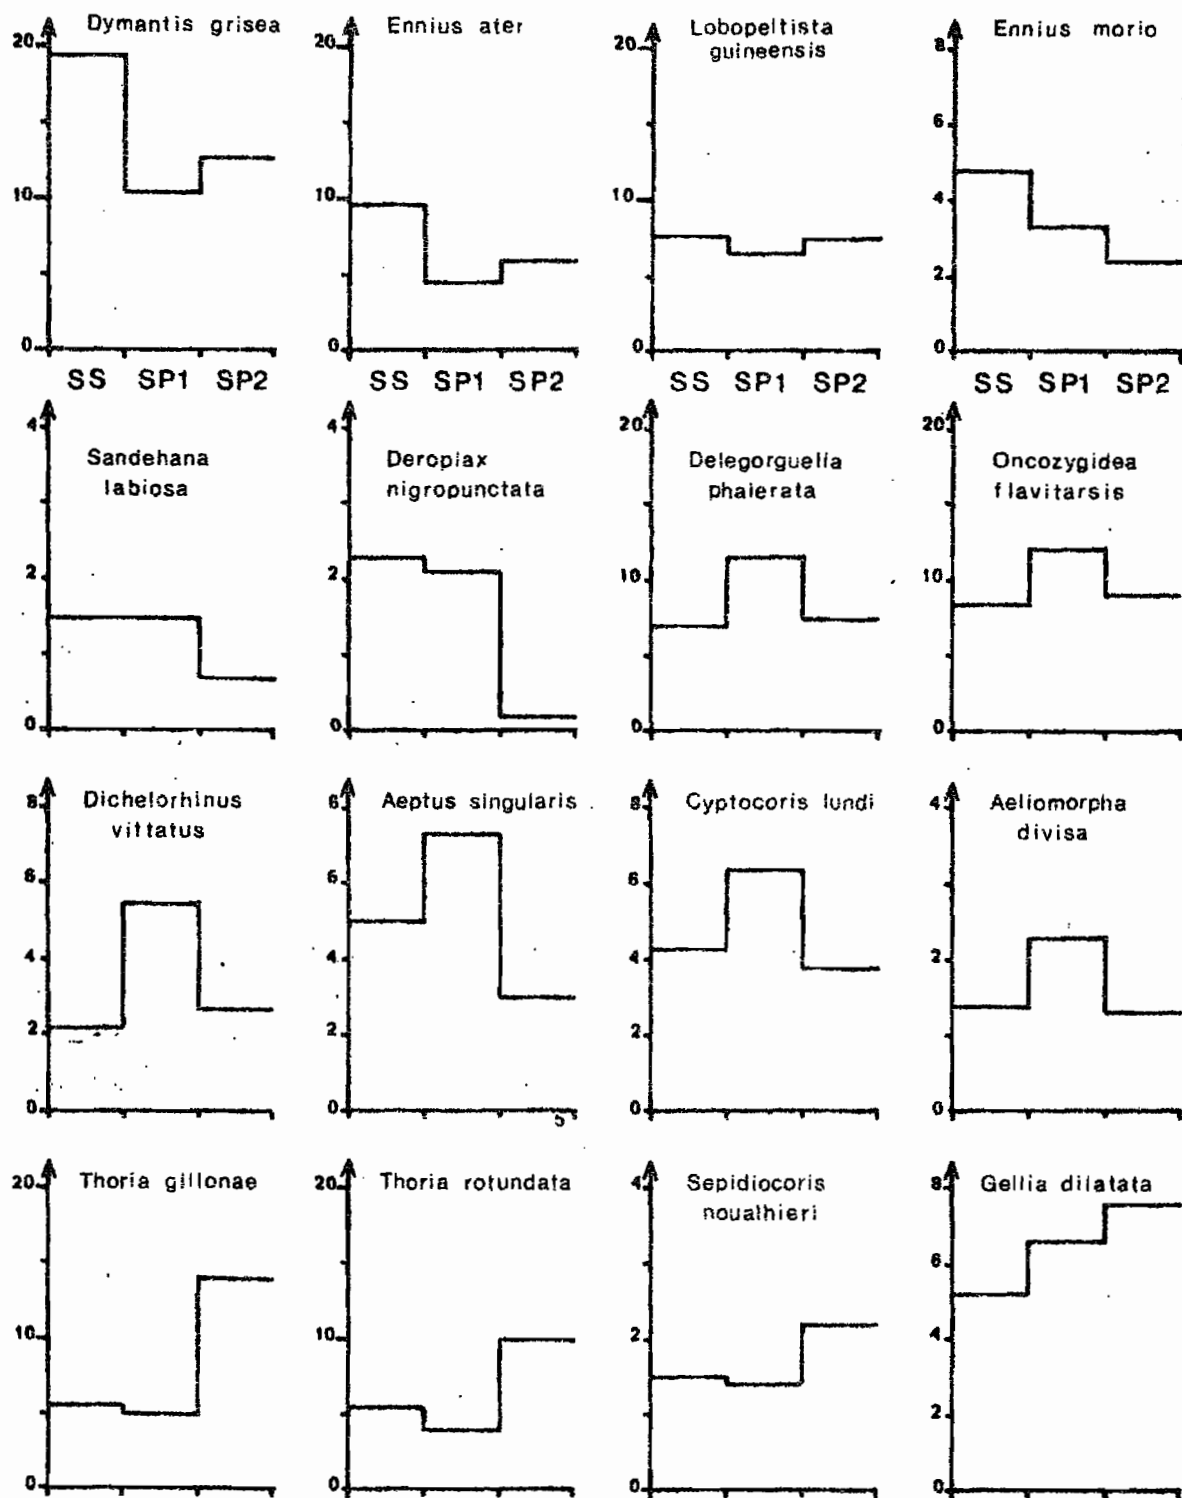 Dymantis grisea
20
10
0
SS SP1 SP2
Ennius ater
20
10
0
SS SP1 SP2
Lobopeltista
guineensis
20
10
0
SS SP1 SP2
Ennius morio
8
6
4
2
0
SS SP1 SP2
Sandehana
labiosa
4
2
0
Deroplax
nigropunctata
4
2
0
Delegorguella
phalerata
20
10
0
Oncozygidea
flavitarsis
20
10
0
Dichelorhinus
vittatus
8
6
4
2
0
Aeptus singularis
8
6
4
2
0
5
Cyptocoris lundi
8
6
4
2
0
Aeliomorpha
divisa
4
2
0
Thoria gillonae
20
10
0
Thoria rotundata
20
10
0
Sepidiocoris
noualhieri
4
2
0
Gellia dilatata
8
6
4
2
0